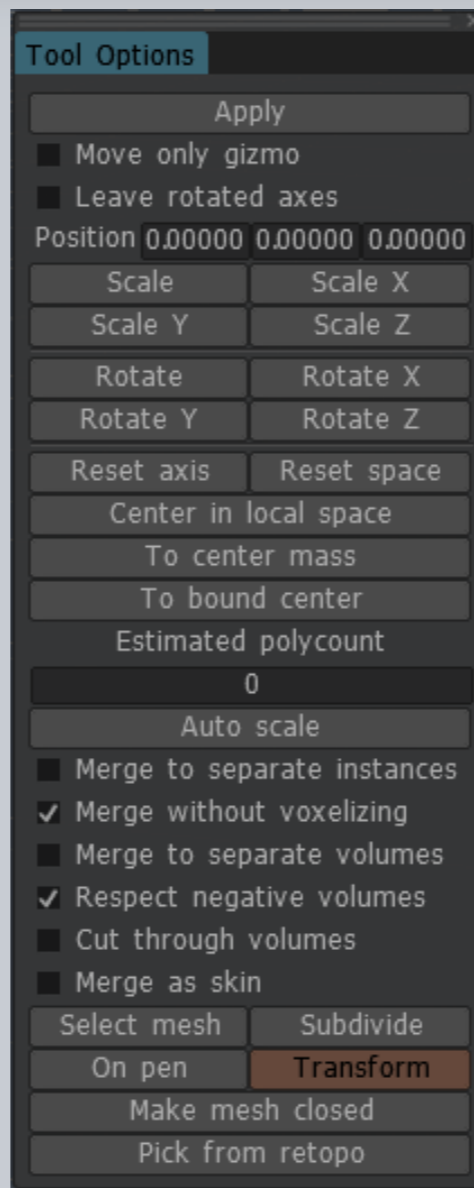 Tool Options
Apply
Move only gizmo
Leave rotated axes
Position 0.00000 0.00000 0.00000
Scale Scale X
Scale Y Scale Z
Rotate Rotate X
Rotate Y Rotate Z
Reset axis Reset space
Center in local space
To center mass
To bound center
Estimated polycount
0
Auto scale
Merge to separate instances
Merge without voxelizing
Merge to separate volumes
Respect negative volumes
Cut through volumes
Merge as skin
Select mesh Subdivide
On pen Transform
Make mesh closed
Pick from retopo